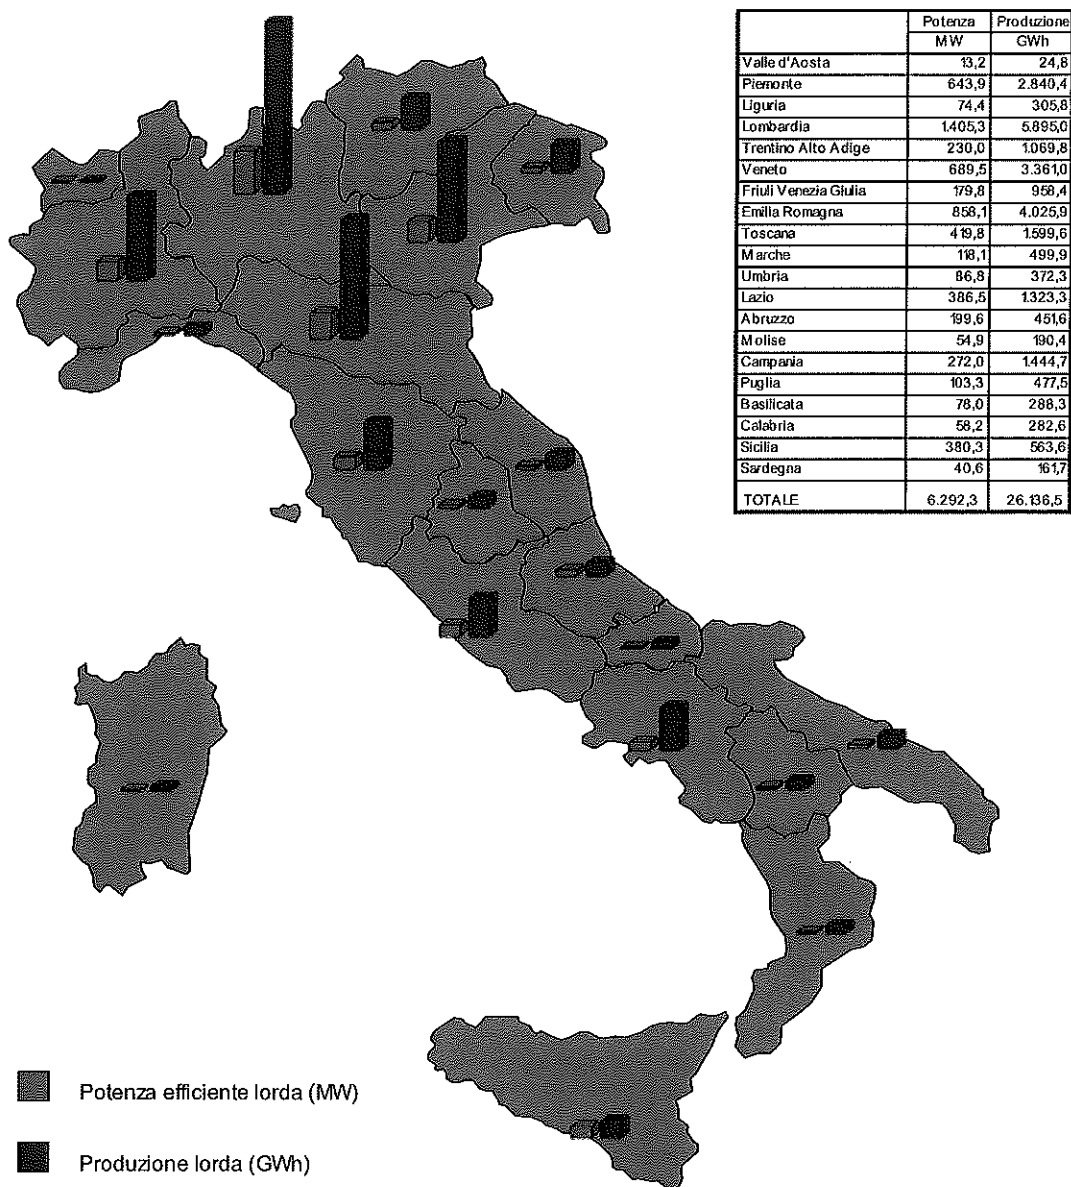 Potenza Produzione
MW GWh
Valle d'Aosta 13,2 24,8
Piemonte 643,9 2.840,4
Liguria 74,4 305,8
Lombardia 1.405,3 5.895,0
Trentino Alto Adige 230,0 1.069,8
Veneto 689,5 3.361,0
Friuli Venezia Giulia 179,8 958,4
Emilia Romagna 858,1 4.025,9
Toscana 419,8 1.599,6
Marche 118,1 499,9
Umbria 86,8 372,3
Lazio 386,5 1.323,3
Abruzzo 199,6 451,6
Molise 54,9 190,4
Campania 272,0 1.444,7
Puglia 103,3 477,5
Basilicata 78,0 288,3
Calabria 58,2 282,6
Sicilia 380,3 563,6
Sardegna 40,6 161,7
TOTALE 6.292,3 26.136,5
Potenza efficiente lorda (MW)
Produzione lorda (GWh)